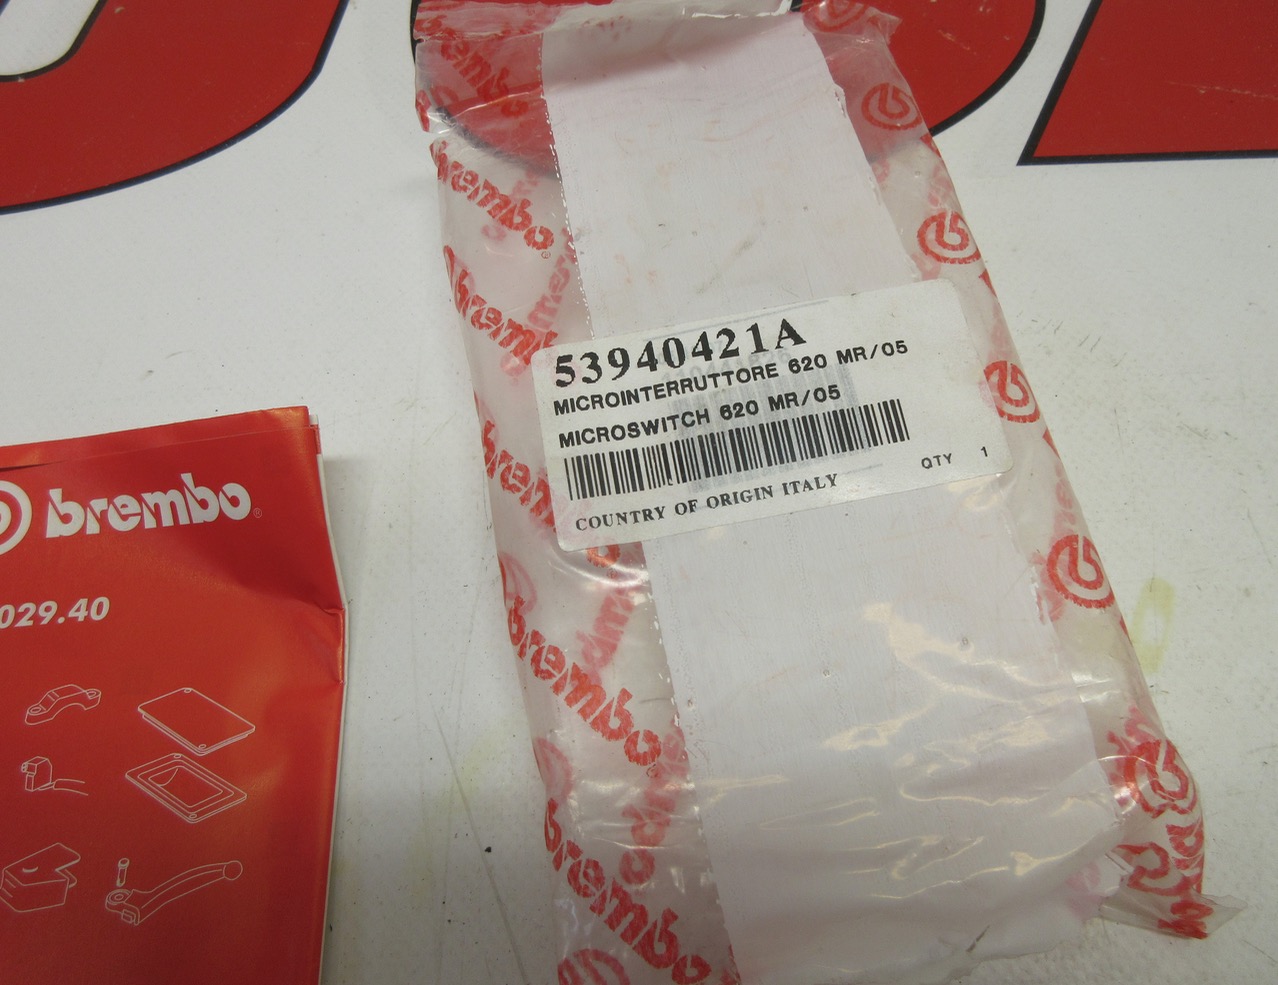 brembo
029.40
brembo
brembo
brembo
53940421A
MICROINTERRUTTORE 620 MR/05
MICROSWITCH 620 MR/05
QTY 1
COUNTRY OF ORIGIN ITALY
brembo
brembo